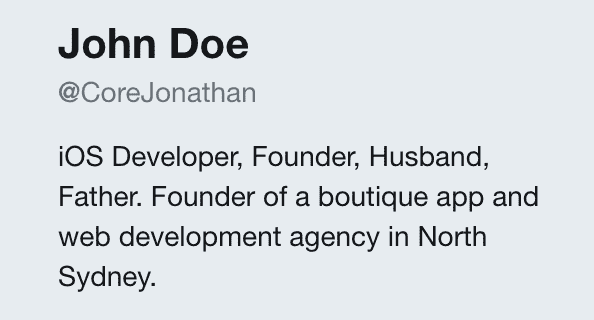 John Doe
@CoreJonathan
iOS Developer, Founder, Husband,
Father. Founder of a boutique app and
web development agency in North
Sydney.